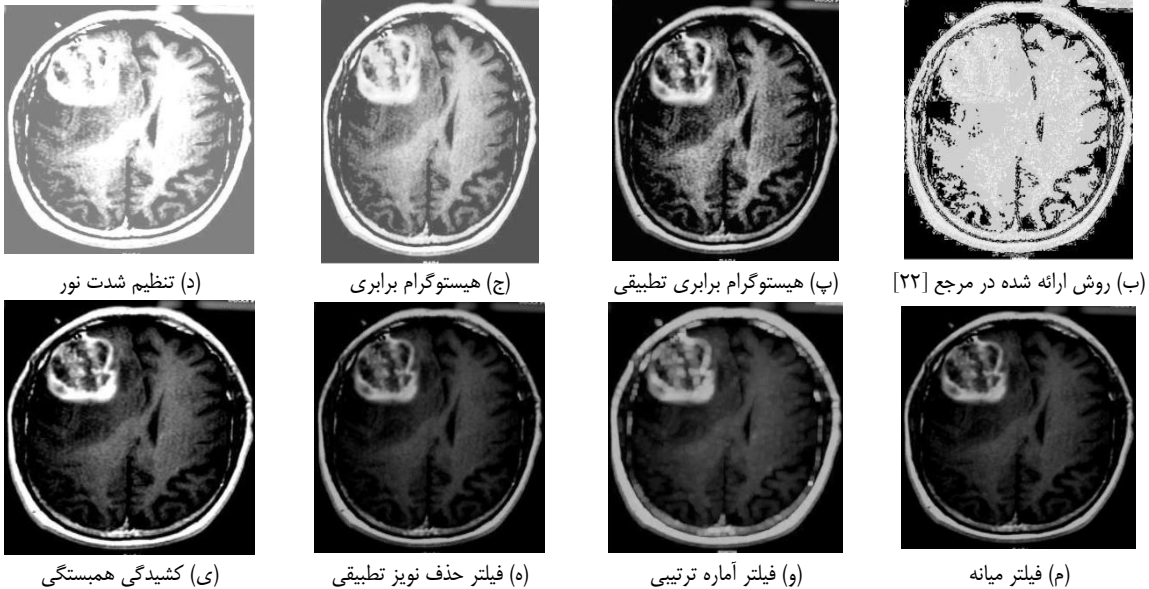 (ب) روش ارائه شده در مرجع [۲۲]
(پ) هیستوگرام برابری تطبیقی
(ج) هیستوگرام برابری
(د) تنظیم شدت نور
(م) فیلتر میانه
(و) فیلتر آماره ترتیبی
(ه) فیلتر حذف نویز تطبیقی
(ی) کشیدگی همبستگی